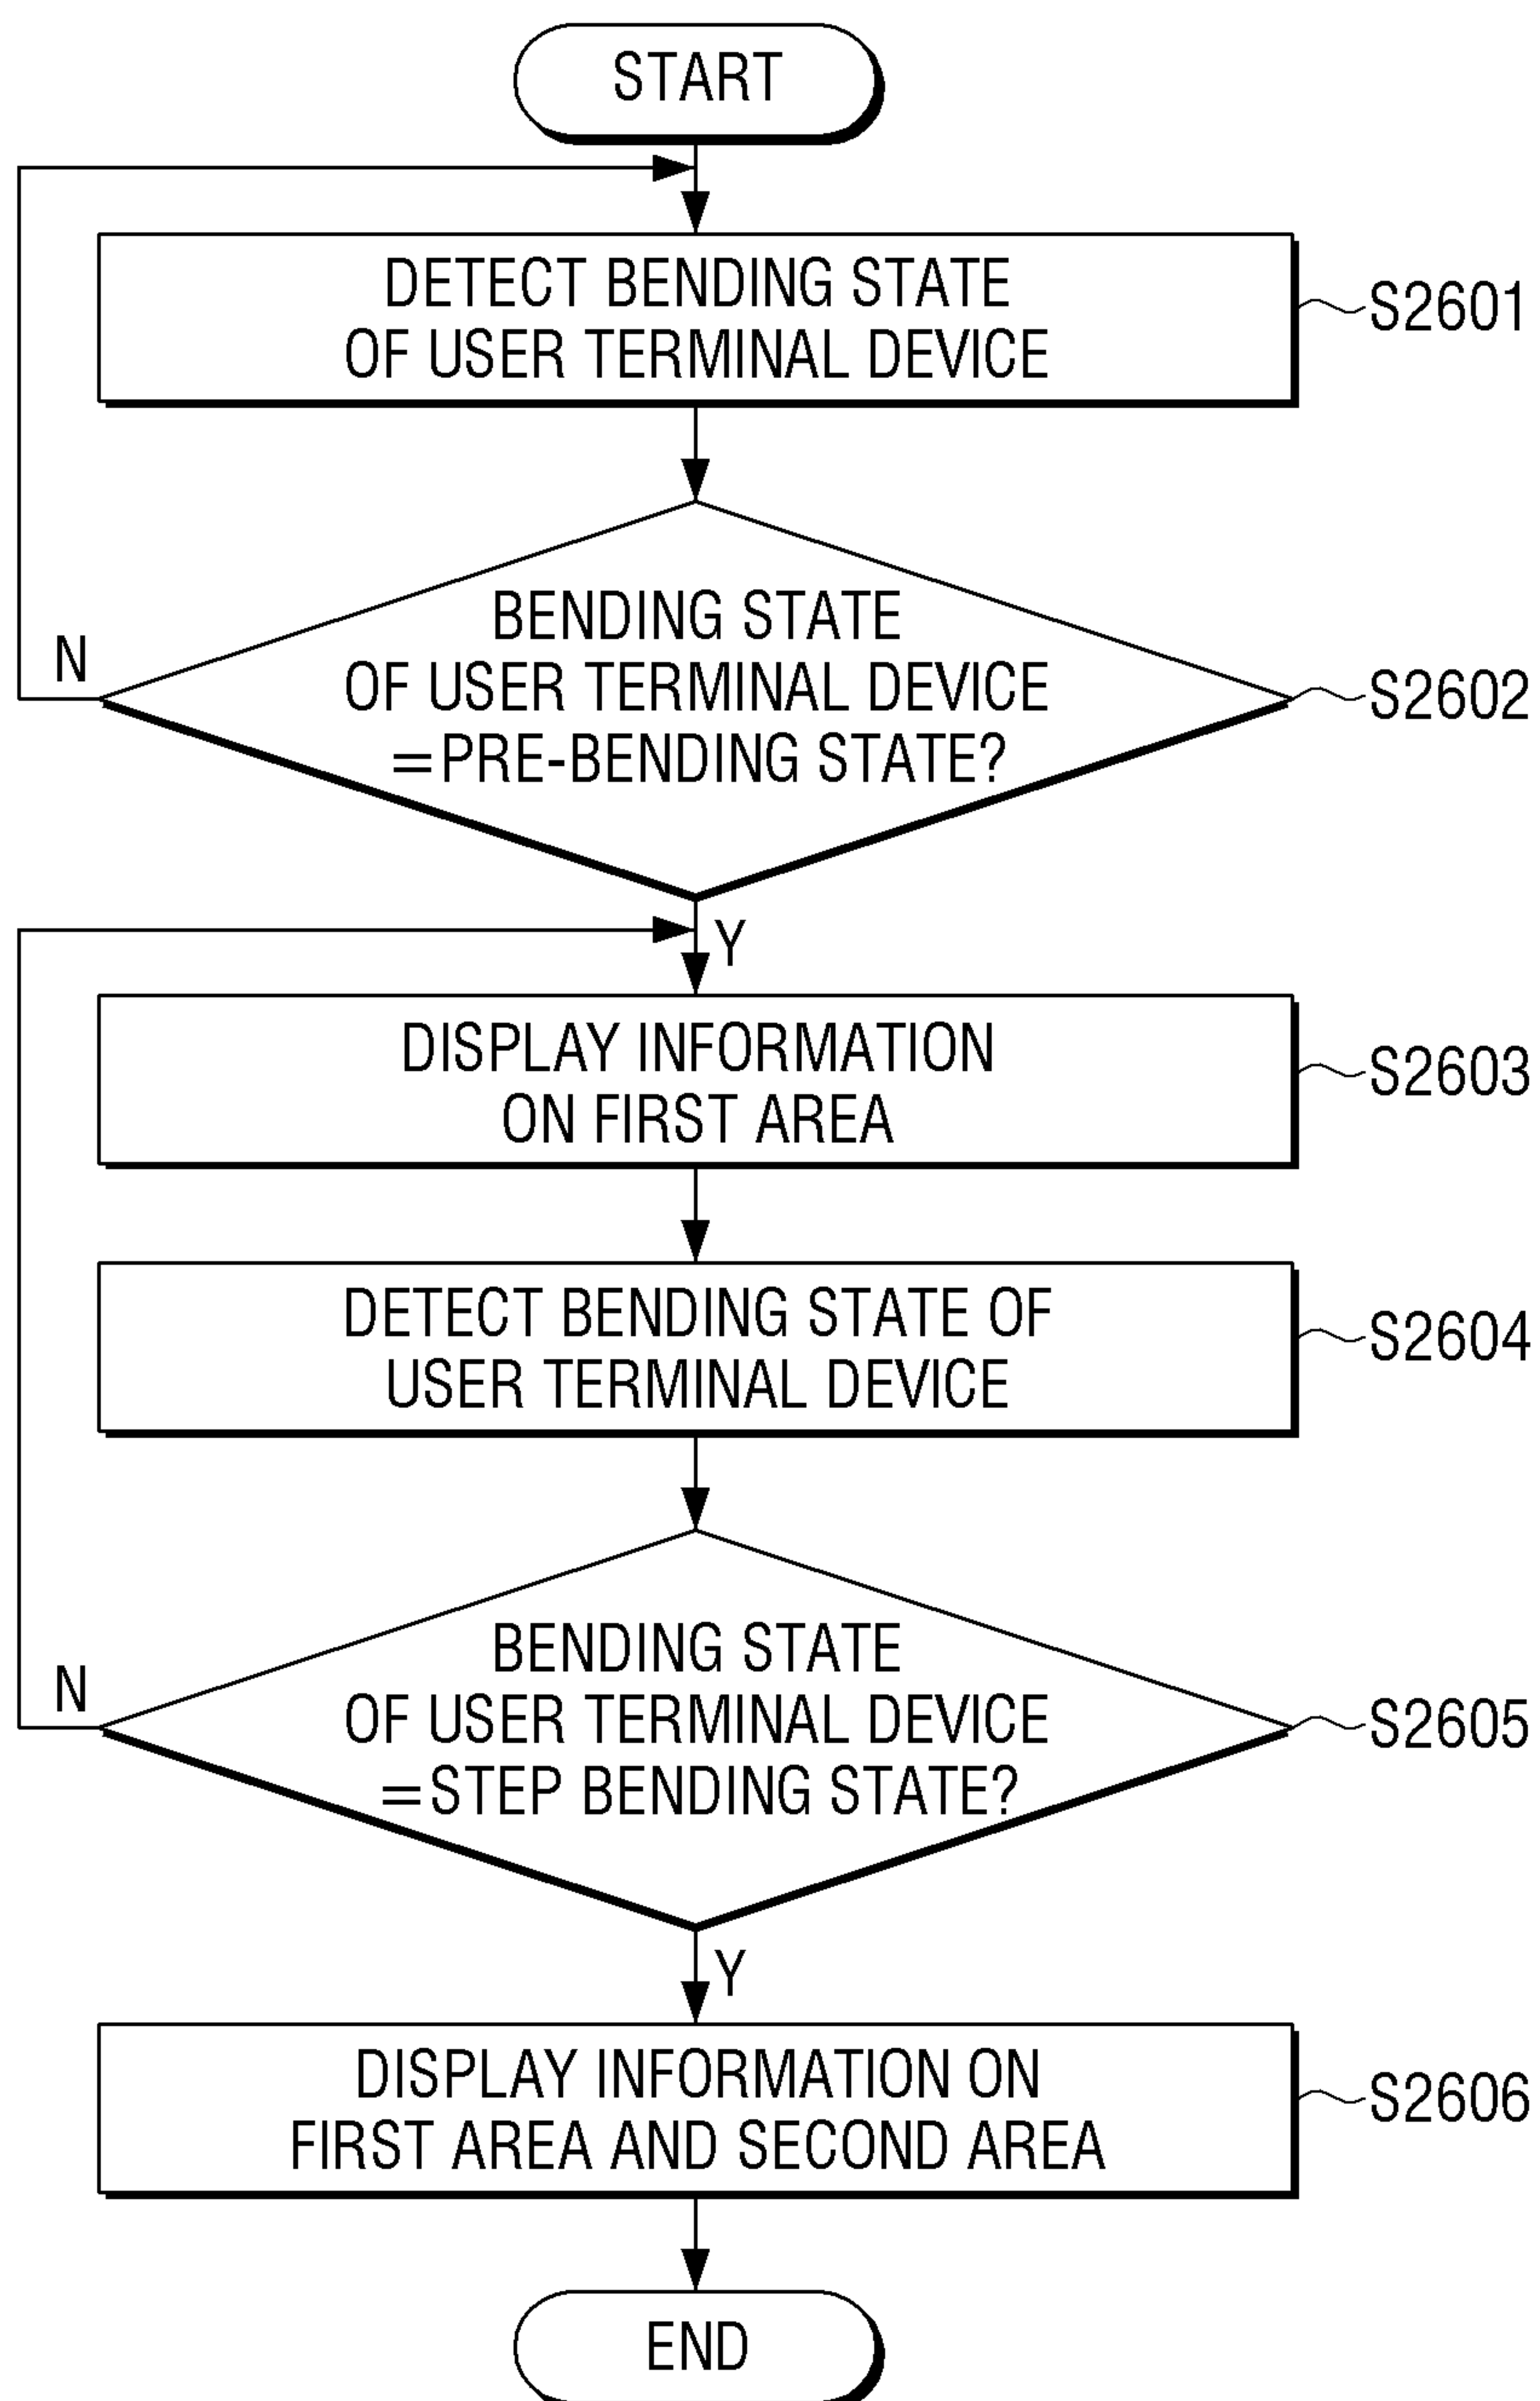 START
DETECT BENDING STATE
OF USER TERMINAL DEVICE
S2601
BENDING STATE
OF USER TERMINAL DEVICE
=PRE-BENDING STATE?
S2602
N
Y
DISPLAY INFORMATION
ON FIRST AREA
S2603
DETECT BENDING STATE OF
USER TERMINAL DEVICE
S2604
BENDING STATE
OF USER TERMINAL DEVICE
=STEP BENDING STATE?
S2605
N
Y
DISPLAY INFORMATION ON
FIRST AREA AND SECOND AREA
S2606
END